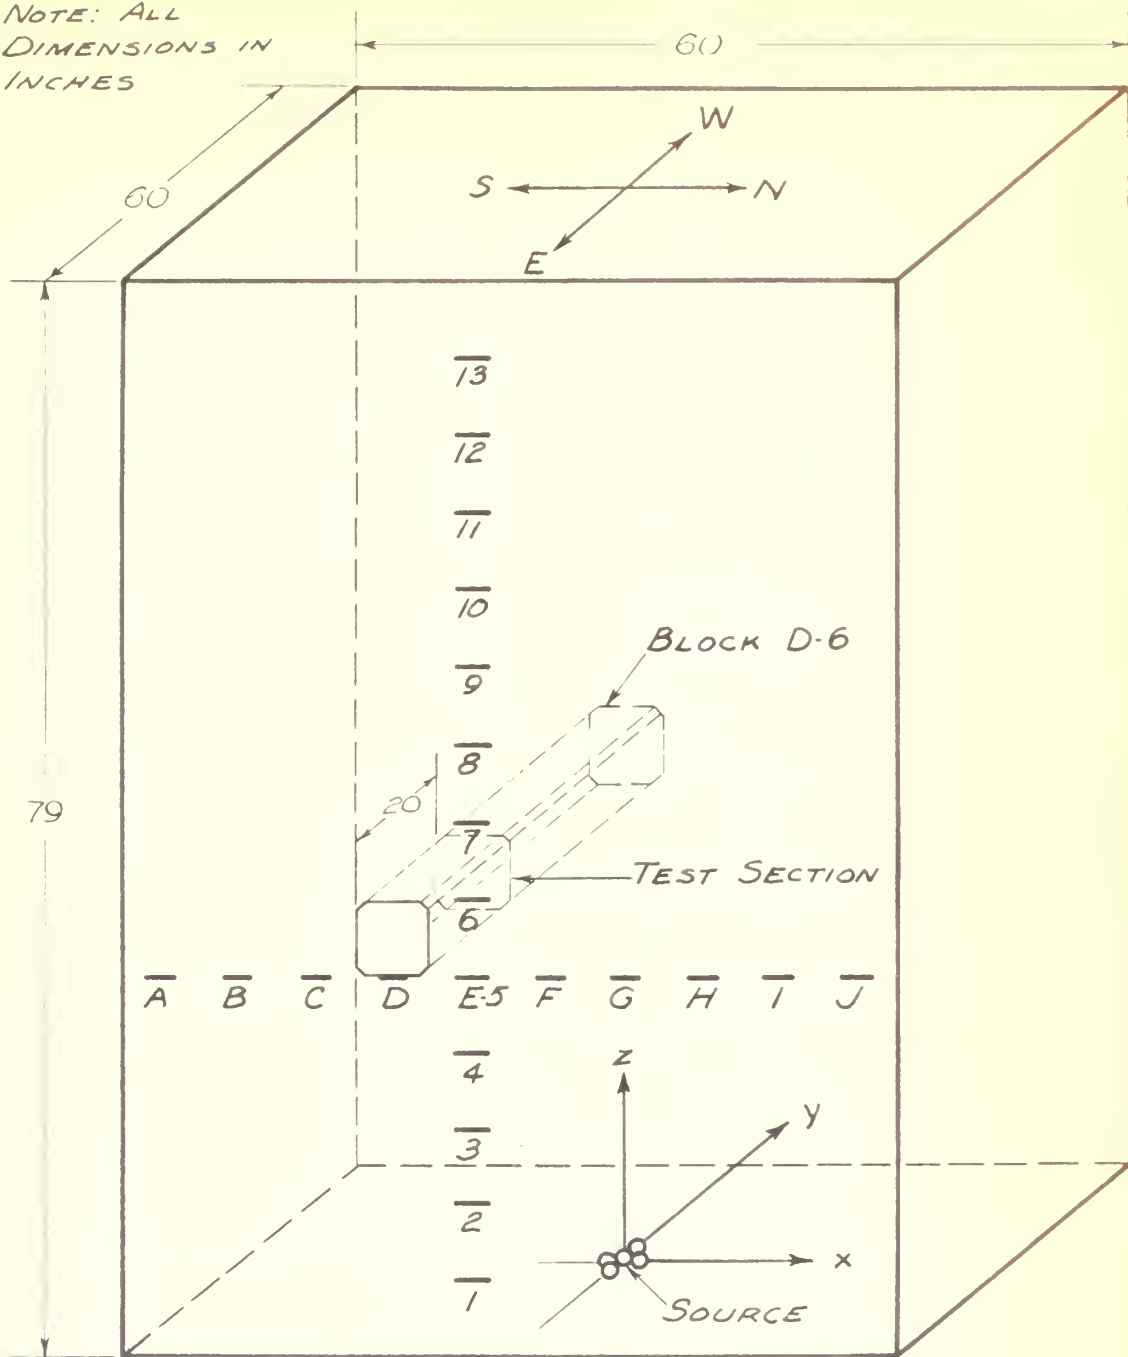 NOTE: ALL
DIMENSIONS IN
INCHES
60
60
W
S
N
E
13
12
11
10
9
BLOCK D-6
8
79
20
7
TEST SECTION
6
A B C D E-5 F G H I J
4
Z
Y
3
2
X
1
SOURCE